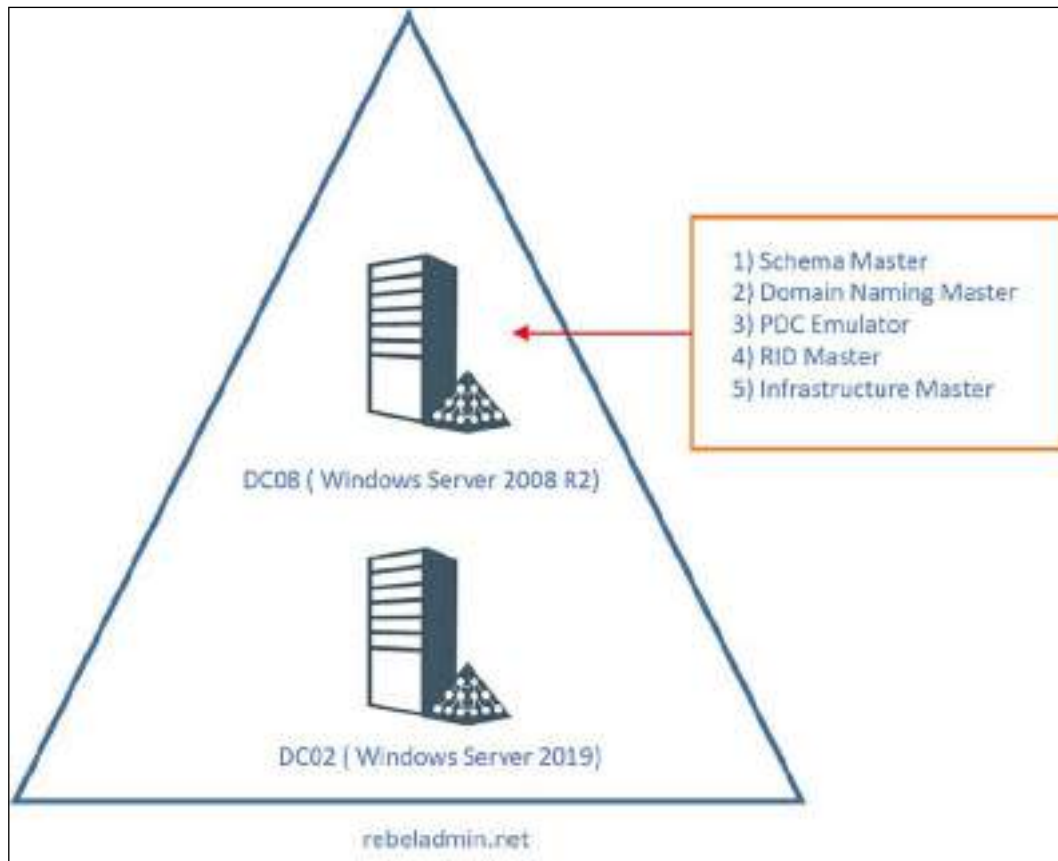 1) Schema Master
2) Domain Naming Master
3) PDC Emulator
4) RID Master
5) Infrastructure Master
DC08 ( Windows Server 2008 R2)
DC02 ( Windows Server 2019)
rebeladmin.net